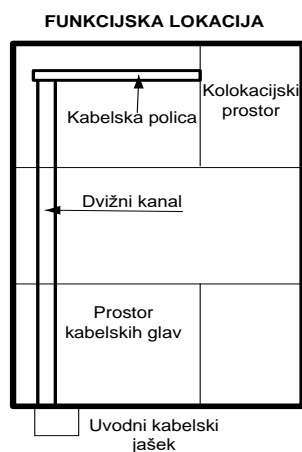 FUNKCIJSKA LOKACIJA
Kolokacijski
prostor
Kabelska polica
Dvižni kanal
Prostor
kabelskih glav
Uvodni kabelski
jašek